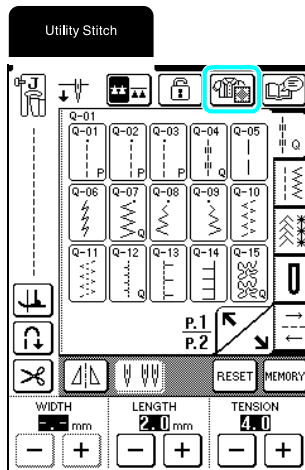 Utility Stitch
J
Q-01
Q-01 Q-02 Q-03 Q-04 Q-05
P P P Q
Q
Q-06 Q-07 Q-08 Q-09 Q-10
Q
Q-11 Q-12 Q-13 Q-14 Q-15
Q Q
P.1
P.2
RESET MEMORY
WIDTH LENGTH TENSION
-.- mm 2.0 mm 4.0
− + − + − +